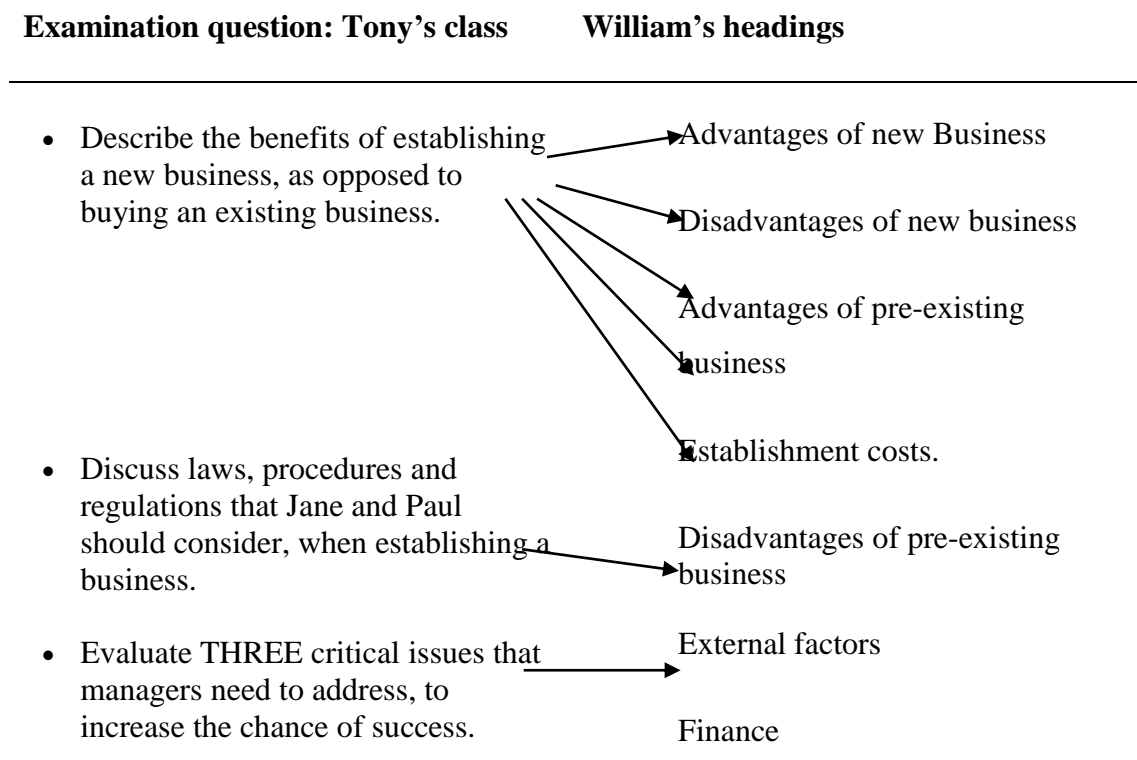 Examination question: Tony's class William's headings
• Describe the benefits of establishing
a new business, as opposed to
buying an existing business.
Advantages of new Business
Disadvantages of new business
Advantages of pre-existing
business
Establishment costs.
• Discuss laws, procedures and
regulations that Jane and Paul
should consider, when establishing a
business.
Disadvantages of pre-existing
business
• Evaluate THREE critical issues that
managers need to address, to
increase the chance of success.
External factors
Finance